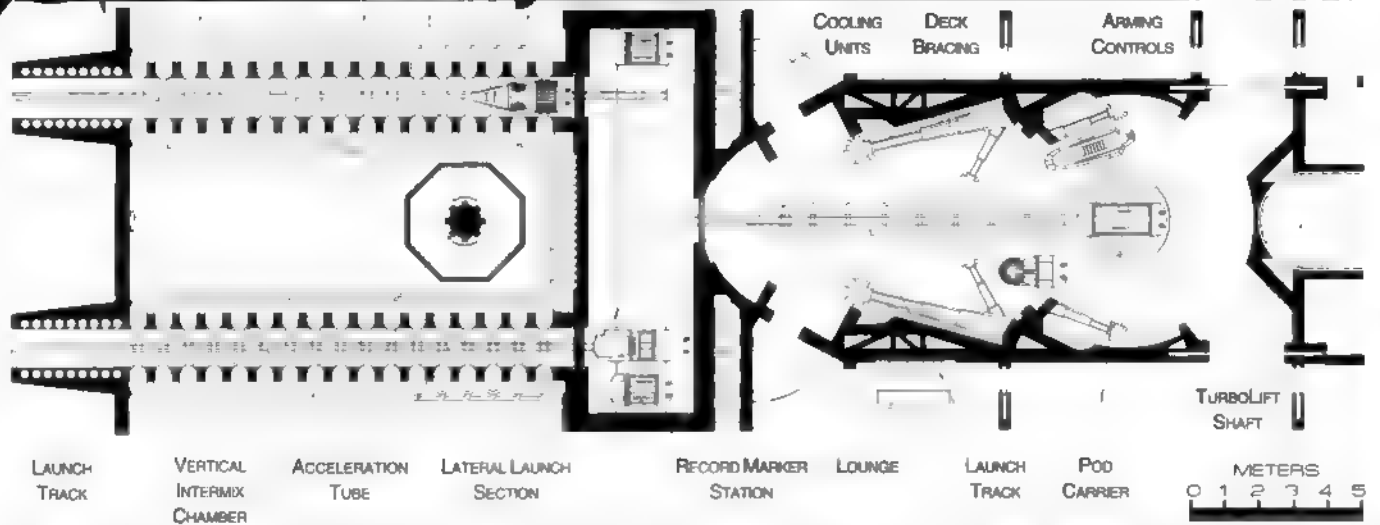 COOLING
UNITS
DECK
BRACING
ARMING
CONTROLS
TURBOLIFT
SHAFT
LAUNCH
TRACK
VERTICAL
INTERMIX
CHAMBER
ACCELERATION
TUBE
LATERAL LAUNCH
SECTION
RECORD MARKER
STATION
LOUNGE
LAUNCH
TRACK
POD
CARRIER
METERS
0 1 2 3 4 5